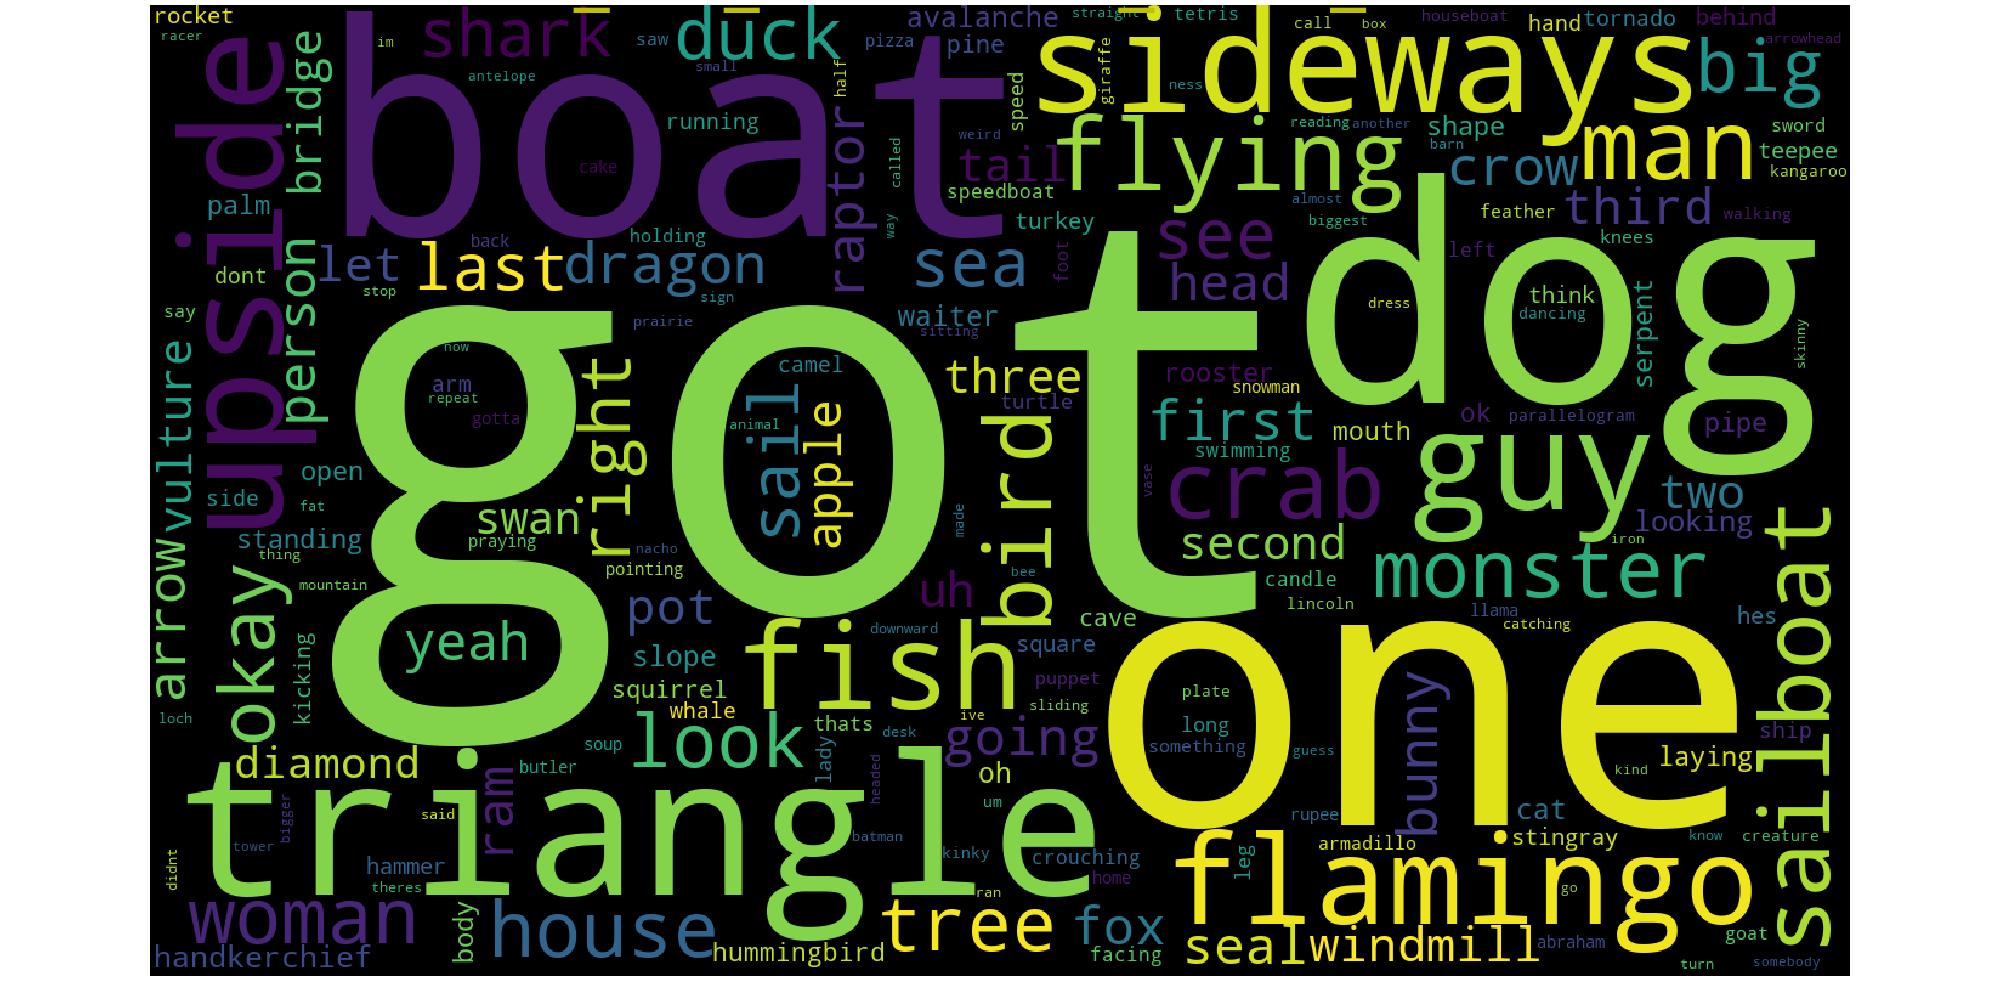 rocket
racer
upside
bridge
im
boat
shark
saw
antelope
duck
small
running
cake
raptor
half
pizza
avalanche
pine
straight
tetris
weird
called
way
tail
speed
speedboat
ness
sideways
giraffe
call
box
hand
houseboat
tornado
behind
arrowhead
big
flying
reading
another
shape
barn
man
sword
teepee
kangaroo
crow
almost
biggest
feather
third
walking
palm
person
dont
let
back
stop
last
holding
dragon
sign
prairie
turkey
sea
foot
see
head
waiter
sitting
dog
left
knees
think
dancing
dress
serpent
skinny
say
vulture
got
now
arm
repeat
gotta
right
sail
camel
apple
animal
three
turtle
bird
rooster
snowman
first
swimming
ok
parallelogram
mouth
pipe
crab
guy
two
looking
open
side
fat
standing
thing
mountain
arrow
okay
swan
praying
nacho
pointing
made
vase
second
candle
lincoln
monster
iron
sailboat
bee
uh
yeah
pot
fish
downward
cave
one
llama
catching
hes
kicking
loch
slope
squirrel
whale
look
thats
ive
square
puppet
sliding
going
plate
long
something
guess
bunny
ship
laying
kind
diamond
soup
butler
lady
desk
headed
oh
um
triangle
ram
said
bigger
tower
didnt
hammer
theres
batman
kinky
crouching
home
ran
leg
rupee
armadillo
stingray
cat
know
creature
flamingo
go
woman
handkerchief
body
house
hummingbird
tree
fox
facing
seal
windmill
abraham
goat
turn
somebody